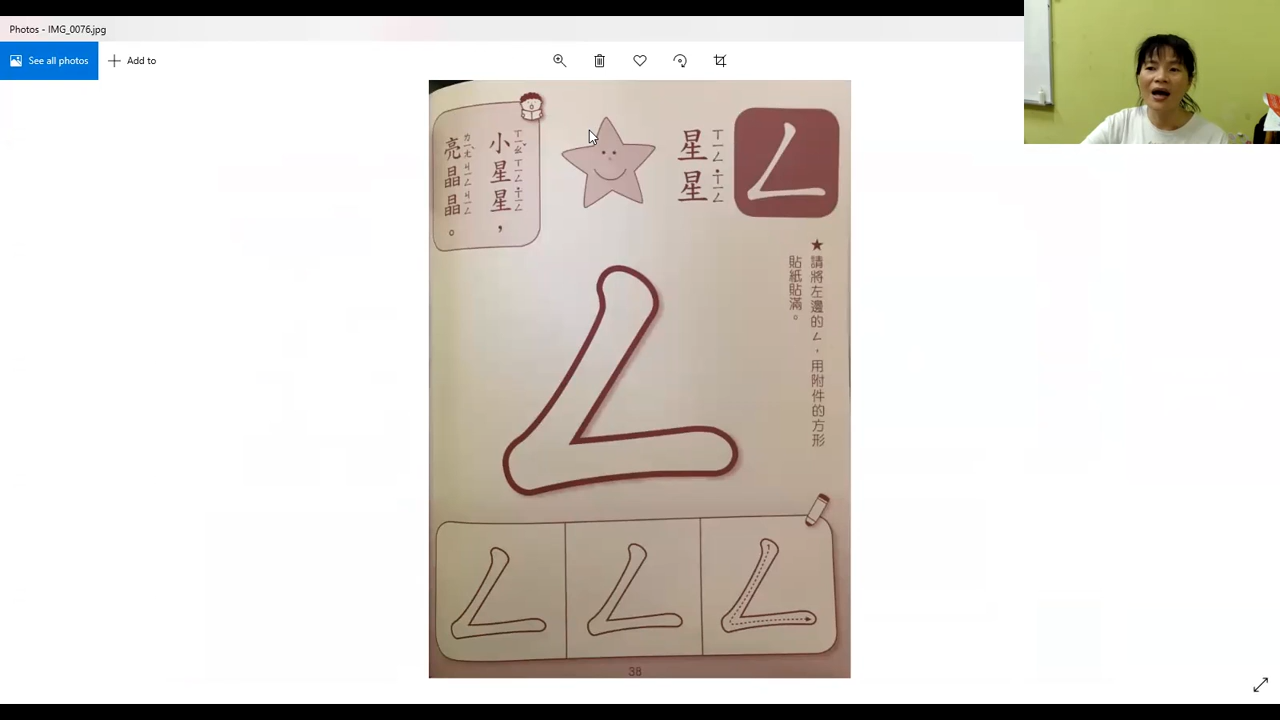 Photos - IMG_0076.jpg
See all photos
Add to
ㄥ
星星
ㄒㄧㄥ ˙ㄒㄧㄥ
小星星，
ㄒㄧㄠˇ ㄒㄧㄥ ˙ㄒㄧㄥ
亮晶晶。
ㄌㄧㄤˋ ㄐㄧㄥ ㄐㄧㄥ
★請將左邊的ㄥ，用附件的方形
貼紙貼滿。
ㄥ
ㄥ ㄥ ㄥ
38